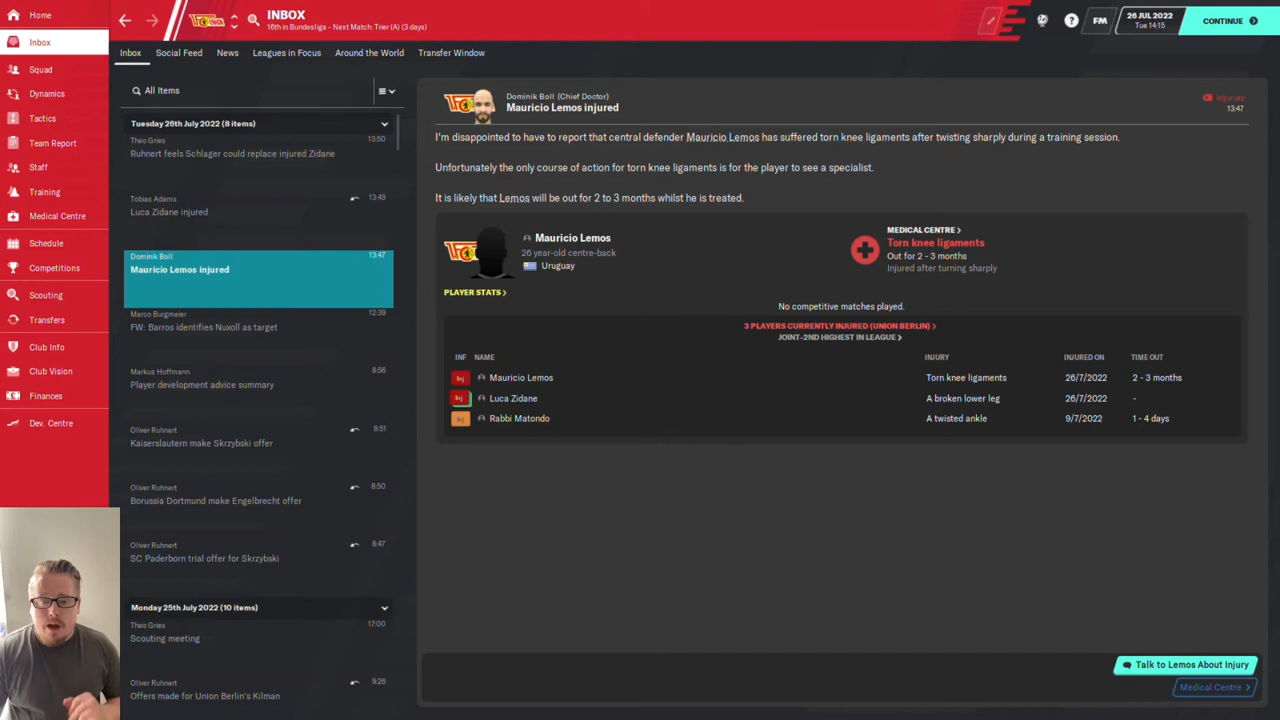 Home
INBOX
16th in Bundesliga - Next Match: Trier (A) (3 days)
FM
26 JUL 2022
Tue 14:15
CONTINUE
Inbox
Squad
Dynamics
Tactics
Team Report
Staff
Training
Medical Centre
Schedule
Competitions
Scouting
Transfers
Club Info
Club Vision
Finances
Dev. Centre
Inbox Social Feed News Leagues in Focus Around the World Transfer Window
All Items
Tuesday 26th July 2022 (8 items)
Theo Gries 13:50
Ruhnert feels Schlager could replace injured Zidane
Tobias Adams 13:49
Luca Zidane injured
Dominik Boll 13:47
Mauricio Lemos injured
Marco Burgmeier 12:39
FW: Barros identifies Nuxoll as target
Markus Hoffmann 8:56
Player development advice summary
Oliver Ruhnert 8:51
Kaiserslautern make Skrzybski offer
Oliver Ruhnert 8:50
Borussia Dortmund make Engelbrecht offer
Oliver Ruhnert 8:47
SC Paderborn trial offer for Skrzybski
Monday 25th July 2022 (10 items)
Theo Gries 17:00
Scouting meeting
Oliver Ruhnert 9:26
Offers made for Union Berlin's Kilman
Dominik Boll (Chief Doctor)
Mauricio Lemos injured
Injuries
13:47
I'm disappointed to have to report that central defender Mauricio Lemos has suffered torn knee ligaments after twisting sharply during a training session.
Unfortunately the only course of action for torn knee ligaments is for the player to see a specialist.
It is likely that Lemos will be out for 2 to 3 months whilst he is treated.
Mauricio Lemos
26 year-old centre-back
Uruguay
MEDICAL CENTRE >
Torn knee ligaments
Out for 2 - 3 months
Injured after turning sharply
PLAYER STATS >
No competitive matches played.
3 PLAYERS CURRENTLY INJURED (UNION BERLIN) >
JOINT-2ND HIGHEST IN LEAGUE >
INF NAME INJURY INJURED ON TIME OUT
Inj Mauricio Lemos Torn knee ligaments 26/7/2022 2 - 3 months
Inj Luca Zidane A broken lower leg 26/7/2022 -
Inj Rabbi Matondo A twisted ankle 9/7/2022 1 - 4 days
Talk to Lemos About Injury
Medical Centre >